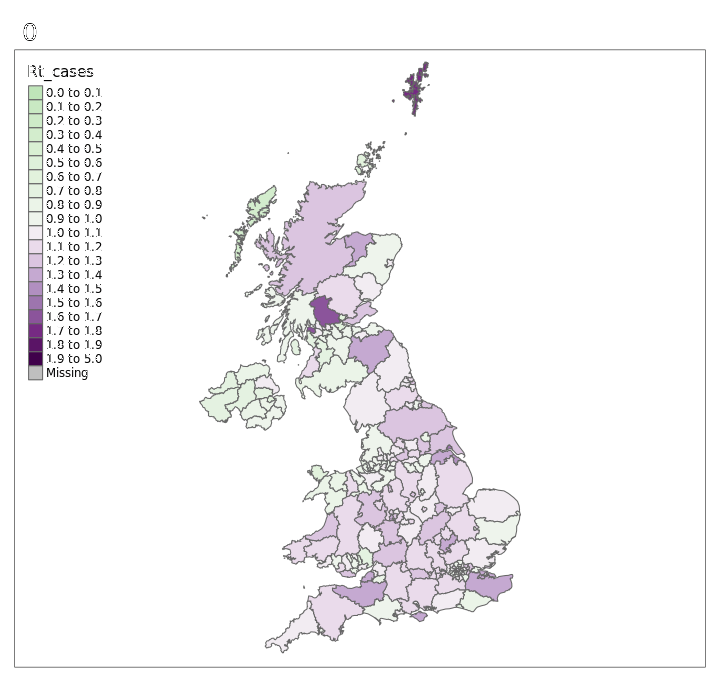 0
Rt_cases
0.0 to 0.1
0.1 to 0.2
0.2 to 0.3
0.3 to 0.4
0.4 to 0.5
0.5 to 0.6
0.6 to 0.7
0.7 to 0.8
0.8 to 0.9
0.9 to 1.0
1.0 to 1.1
1.1 to 1.2
1.2 to 1.3
1.3 to 1.4
1.4 to 1.5
1.5 to 1.6
1.6 to 1.7
1.7 to 1.8
1.8 to 1.9
1.9 to 5.0
Missing